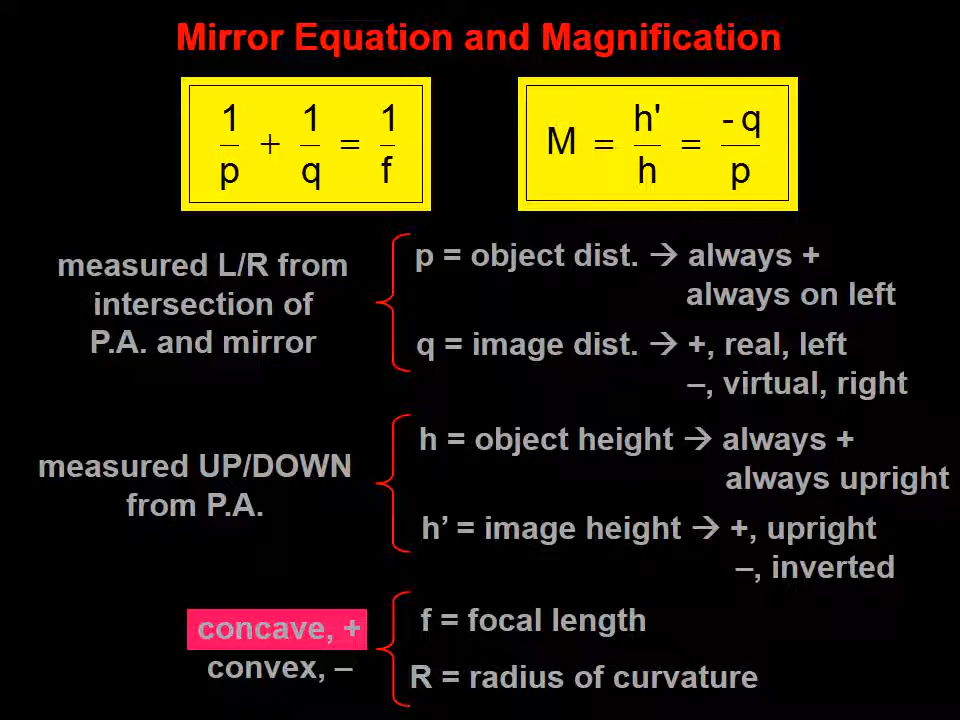 Mirror Equation and Magnification
1/p + 1/q = 1/f
M = h'/h = - q/p
measured L/R from
intersection of
P.A. and mirror
p = object dist. → always +
always on left
q = image dist. → +, real, left
–, virtual, right
measured UP/DOWN
from P.A.
h = object height → always +
always upright
h’ = image height → +, upright
–, inverted
concave, +
convex, –
f = focal length
R = radius of curvature